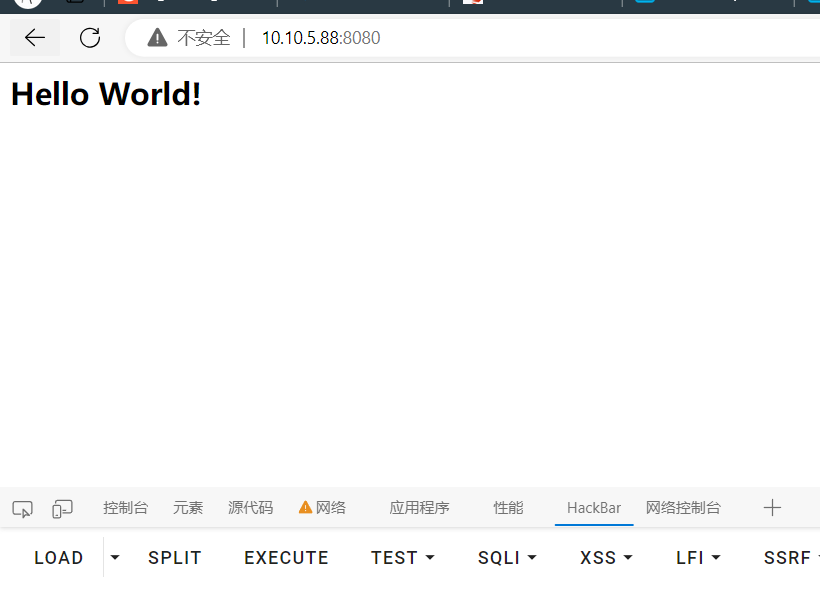 不安全 10.10.5.88:8080
Hello World!
控制台 元素 源代码 网络 应用程序 性能 HackBar 网络控制台
LOAD SPLIT EXECUTE TEST SQLI XSS LFI SSRF